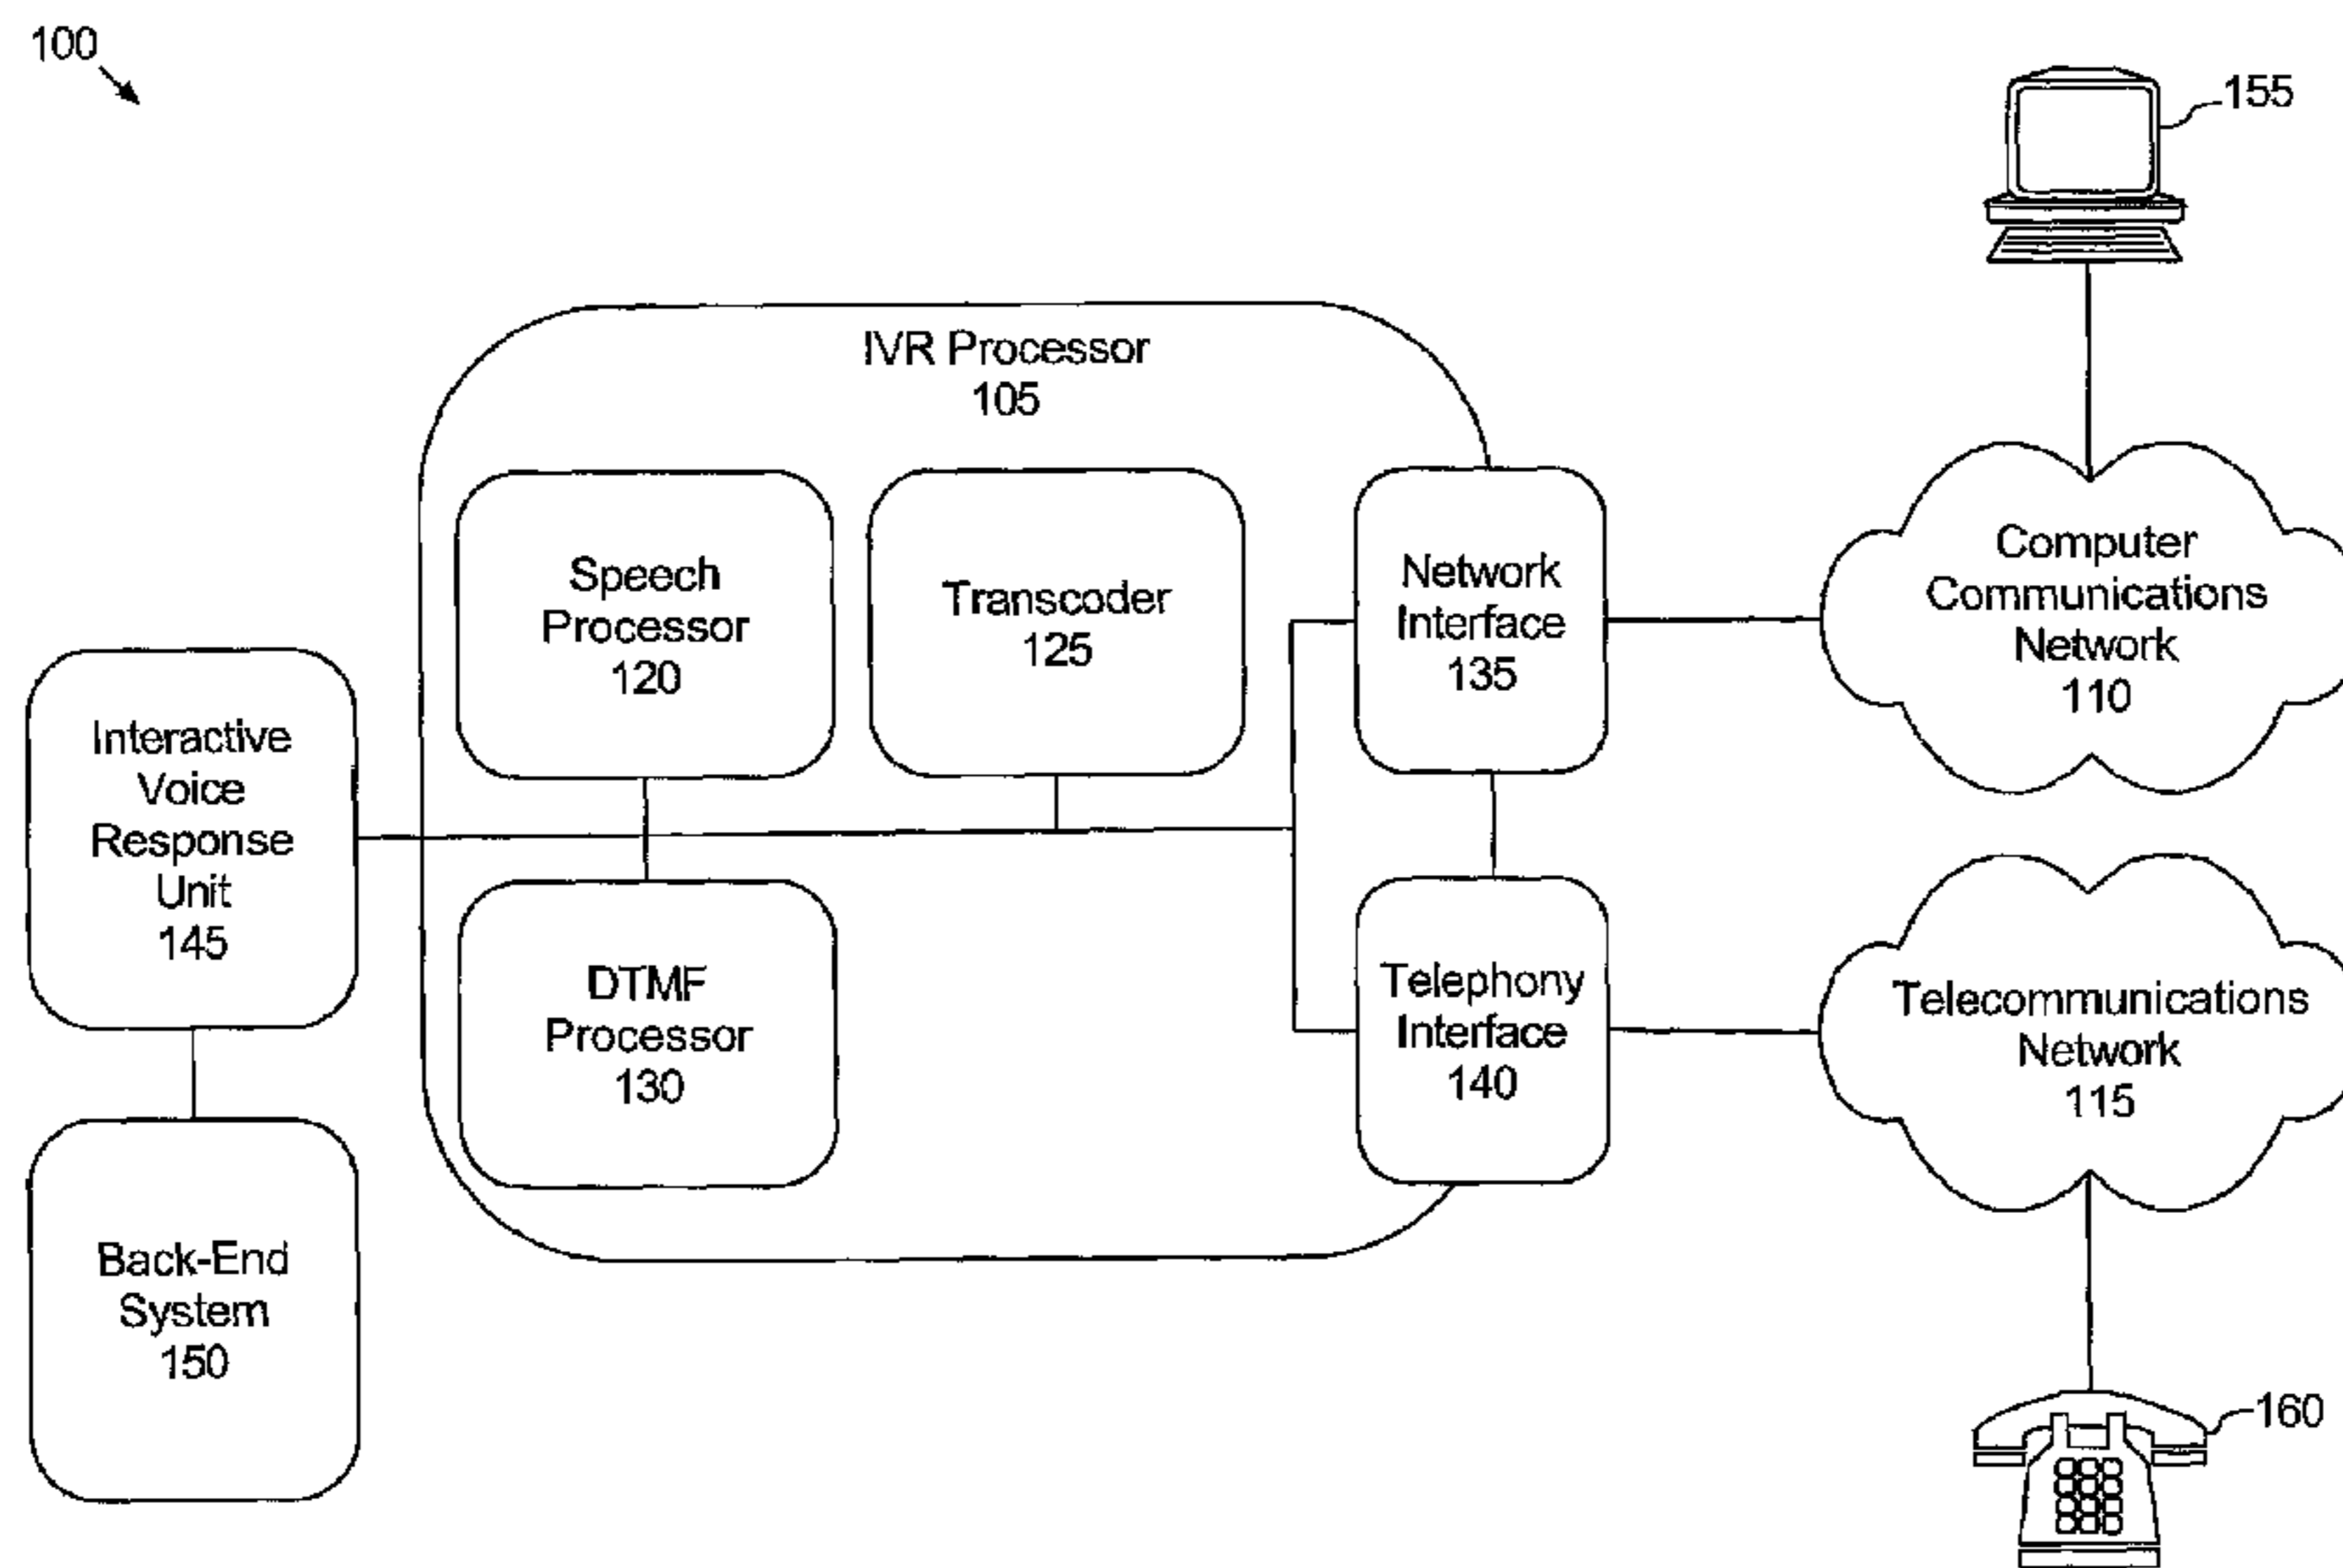 100
155
IVR Processor
105
Speech
Processor
120
Transcoder
125
Network
Interface
135
Computer
Communications
Network
110
Interactive
Voice
Response
Unit
145
DTMF
Processor
130
Telephony
Interface
140
Telecommunications
Network
115
Back-End
System
150
160